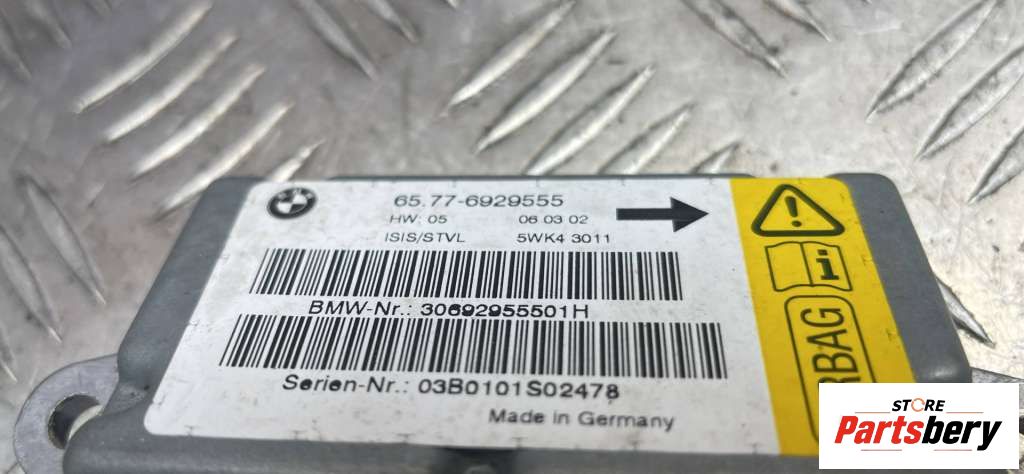 65.77-6929555
HW: 05 06 03 02
ISIS/STVL 5WK4 3011
BMW-Nr.: 30692955501H
Serien-Nr.: 03B0101S02478
Made in Germany
RBAG
STORE
Partsbery